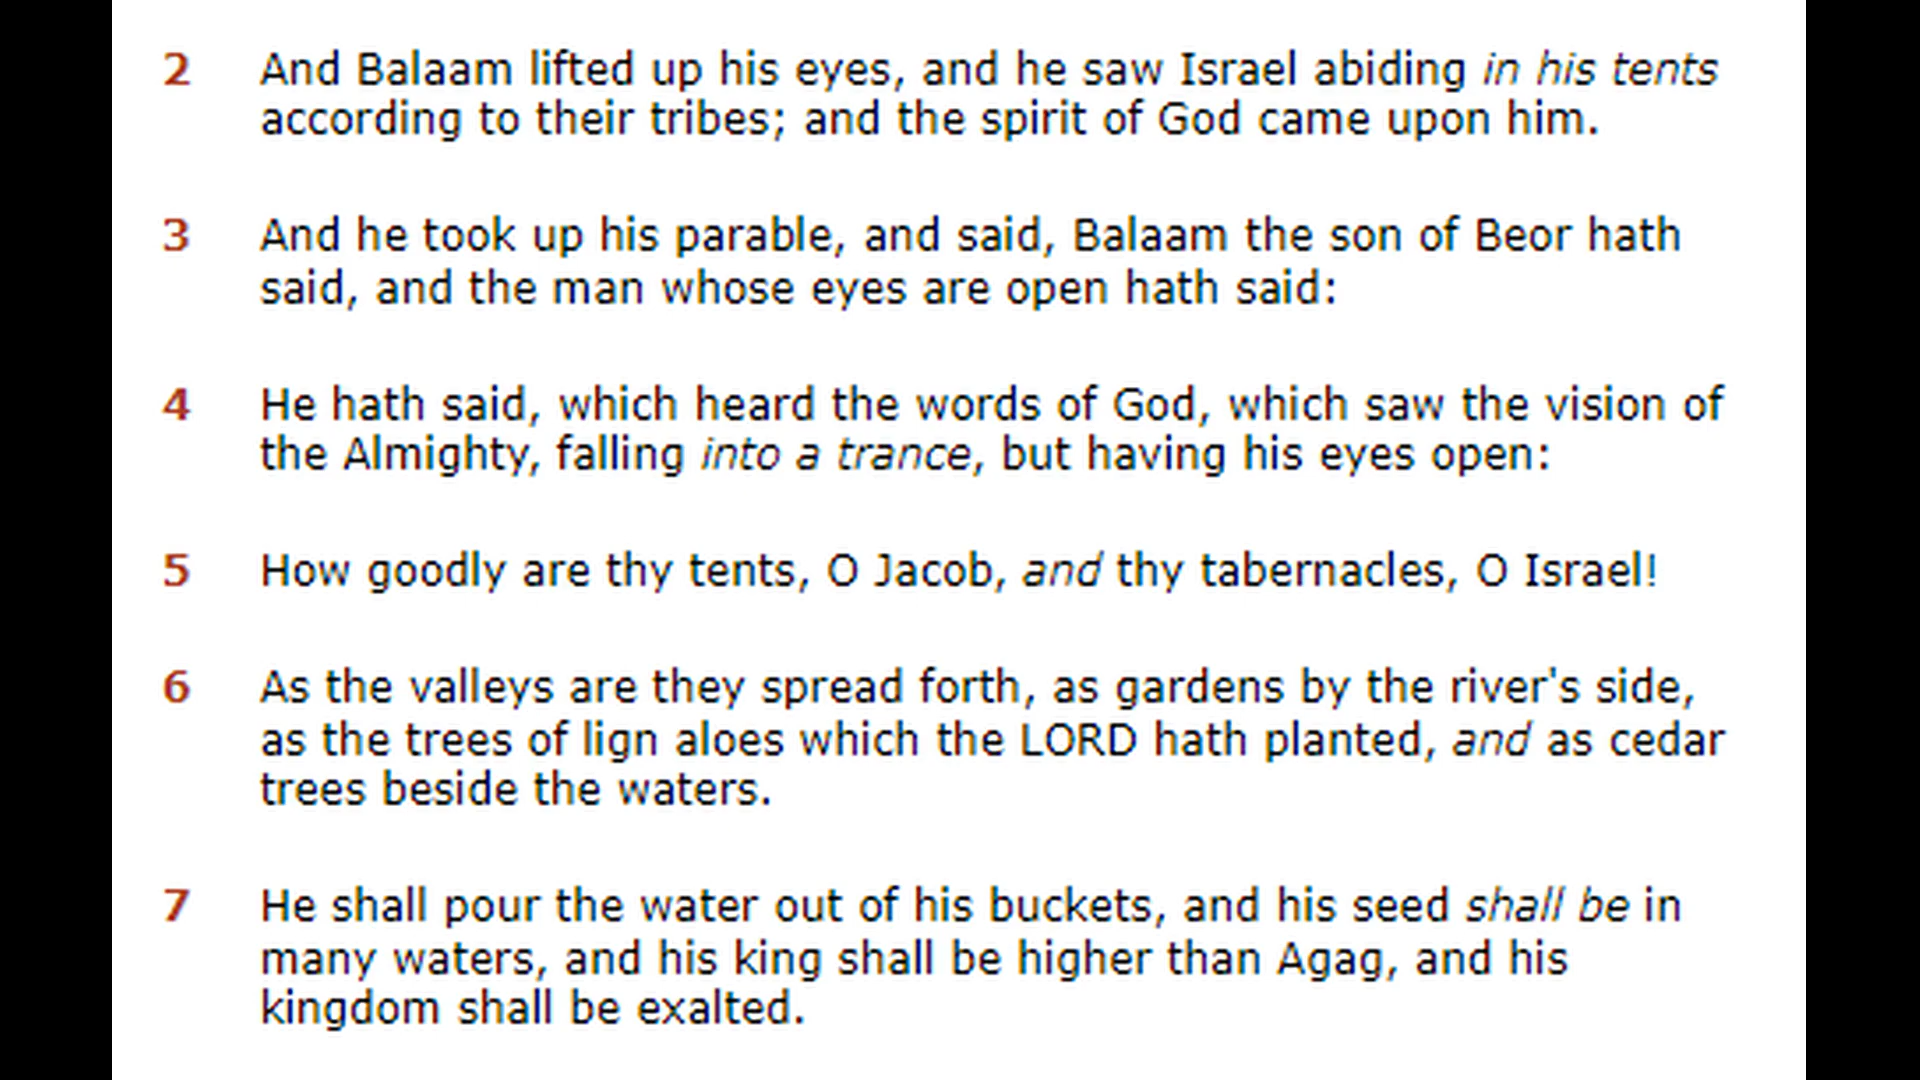 2 And Balaam lifted up his eyes, and he saw Israel abiding in his tents
according to their tribes; and the spirit of God came upon him.
3 And he took up his parable, and said, Balaam the son of Beor hath
said, and the man whose eyes are open hath said:
4 He hath said, which heard the words of God, which saw the vision of
the Almighty, falling into a trance, but having his eyes open:
5 How goodly are thy tents, O Jacob, and thy tabernacles, O Israel!
6 As the valleys are they spread forth, as gardens by the river's side,
as the trees of lign aloes which the LORD hath planted, and as cedar
trees beside the waters.
7 He shall pour the water out of his buckets, and his seed shall be in
many waters, and his king shall be higher than Agag, and his
kingdom shall be exalted.